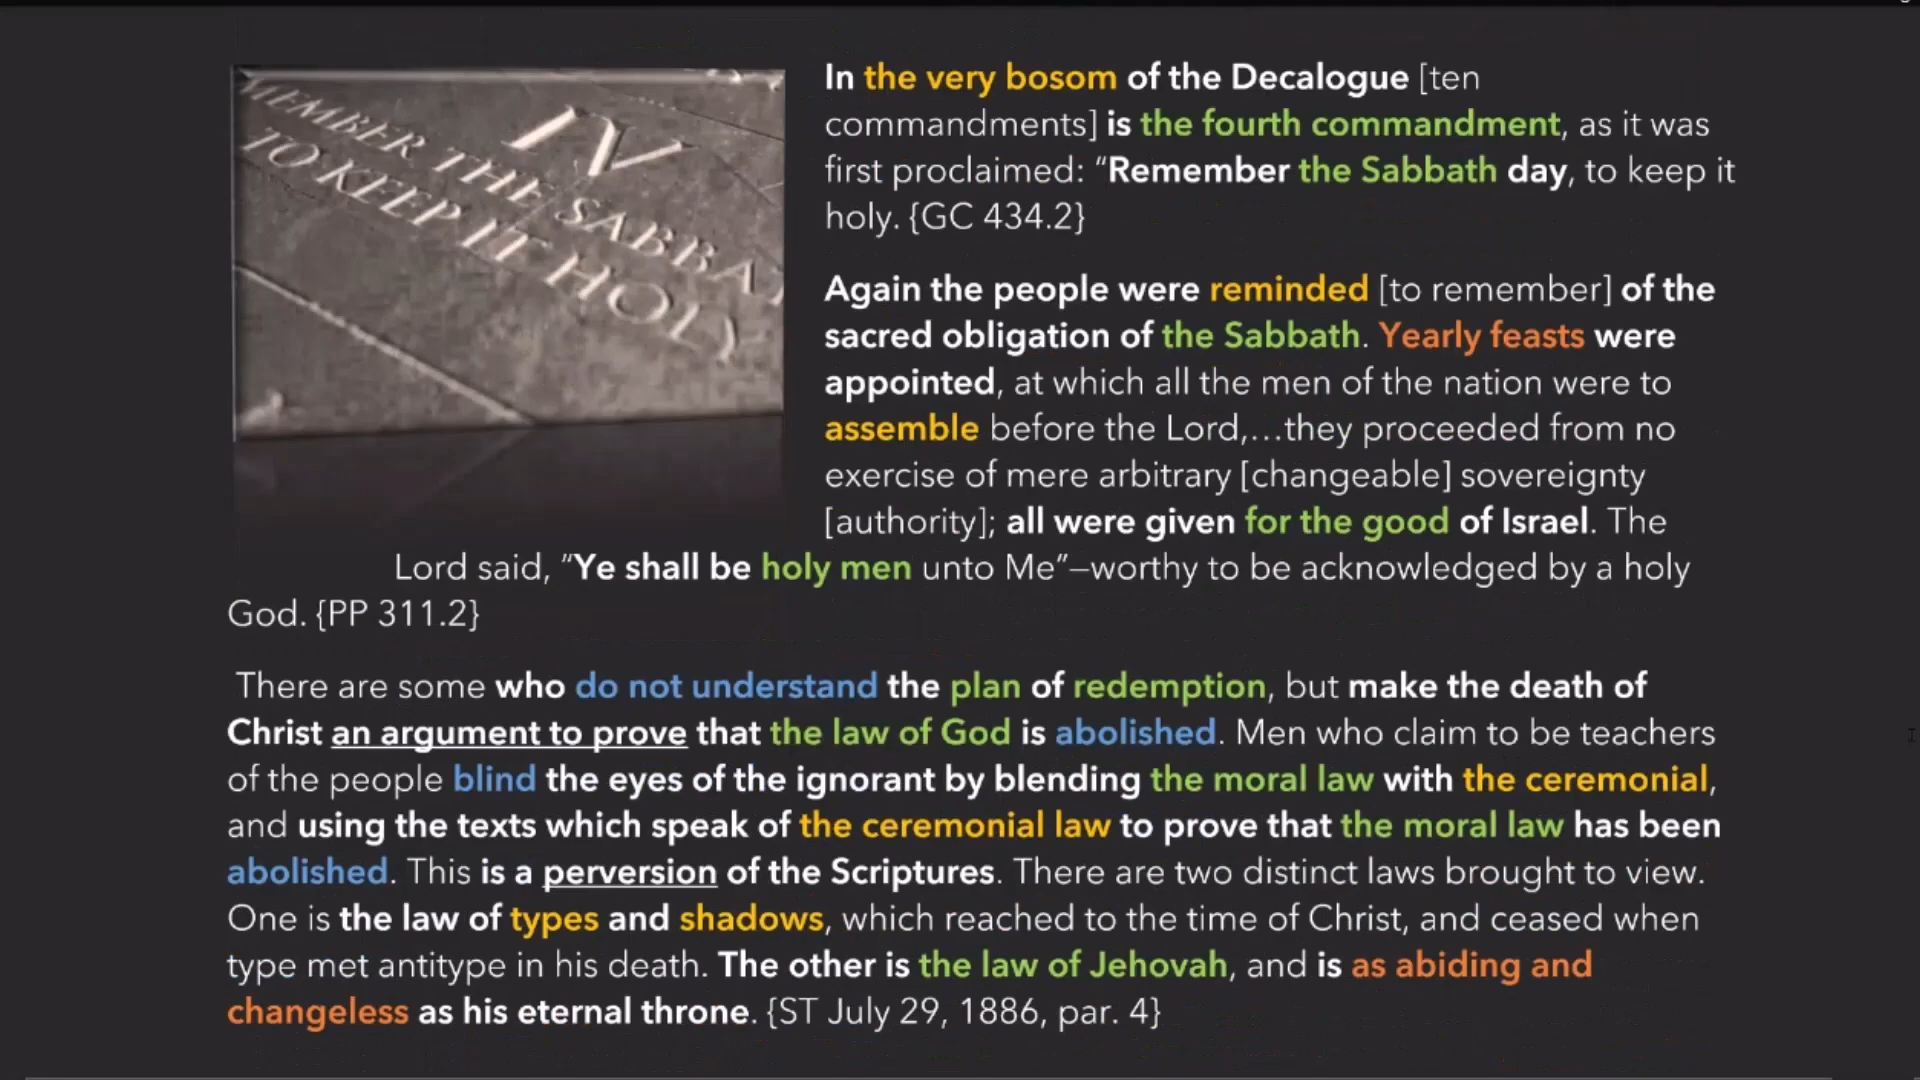 IV
MEMBER THE SABBA
TO KEEP IT HOLY
In the very bosom of the Decalogue [ten
commandments] is the fourth commandment, as it was
first proclaimed: “Remember the Sabbath day, to keep it
holy. {GC 434.2}
Again the people were reminded [to remember] of the
sacred obligation of the Sabbath. Yearly feasts were
appointed, at which all the men of the nation were to
assemble before the Lord,…they proceeded from no
exercise of mere arbitrary [changeable] sovereignty
[authority]; all were given for the good of Israel. The
Lord said, “Ye shall be holy men unto Me”—worthy to be acknowledged by a holy
God. {PP 311.2}
There are some who do not understand the plan of redemption, but make the death of
Christ an argument to prove that the law of God is abolished. Men who claim to be teachers
of the people blind the eyes of the ignorant by blending the moral law with the ceremonial,
and using the texts which speak of the ceremonial law to prove that the moral law has been
abolished. This is a perversion of the Scriptures. There are two distinct laws brought to view.
One is the law of types and shadows, which reached to the time of Christ, and ceased when
type met antitype in his death. The other is the law of Jehovah, and is as abiding and
changeless as his eternal throne. {ST July 29, 1886, par. 4}